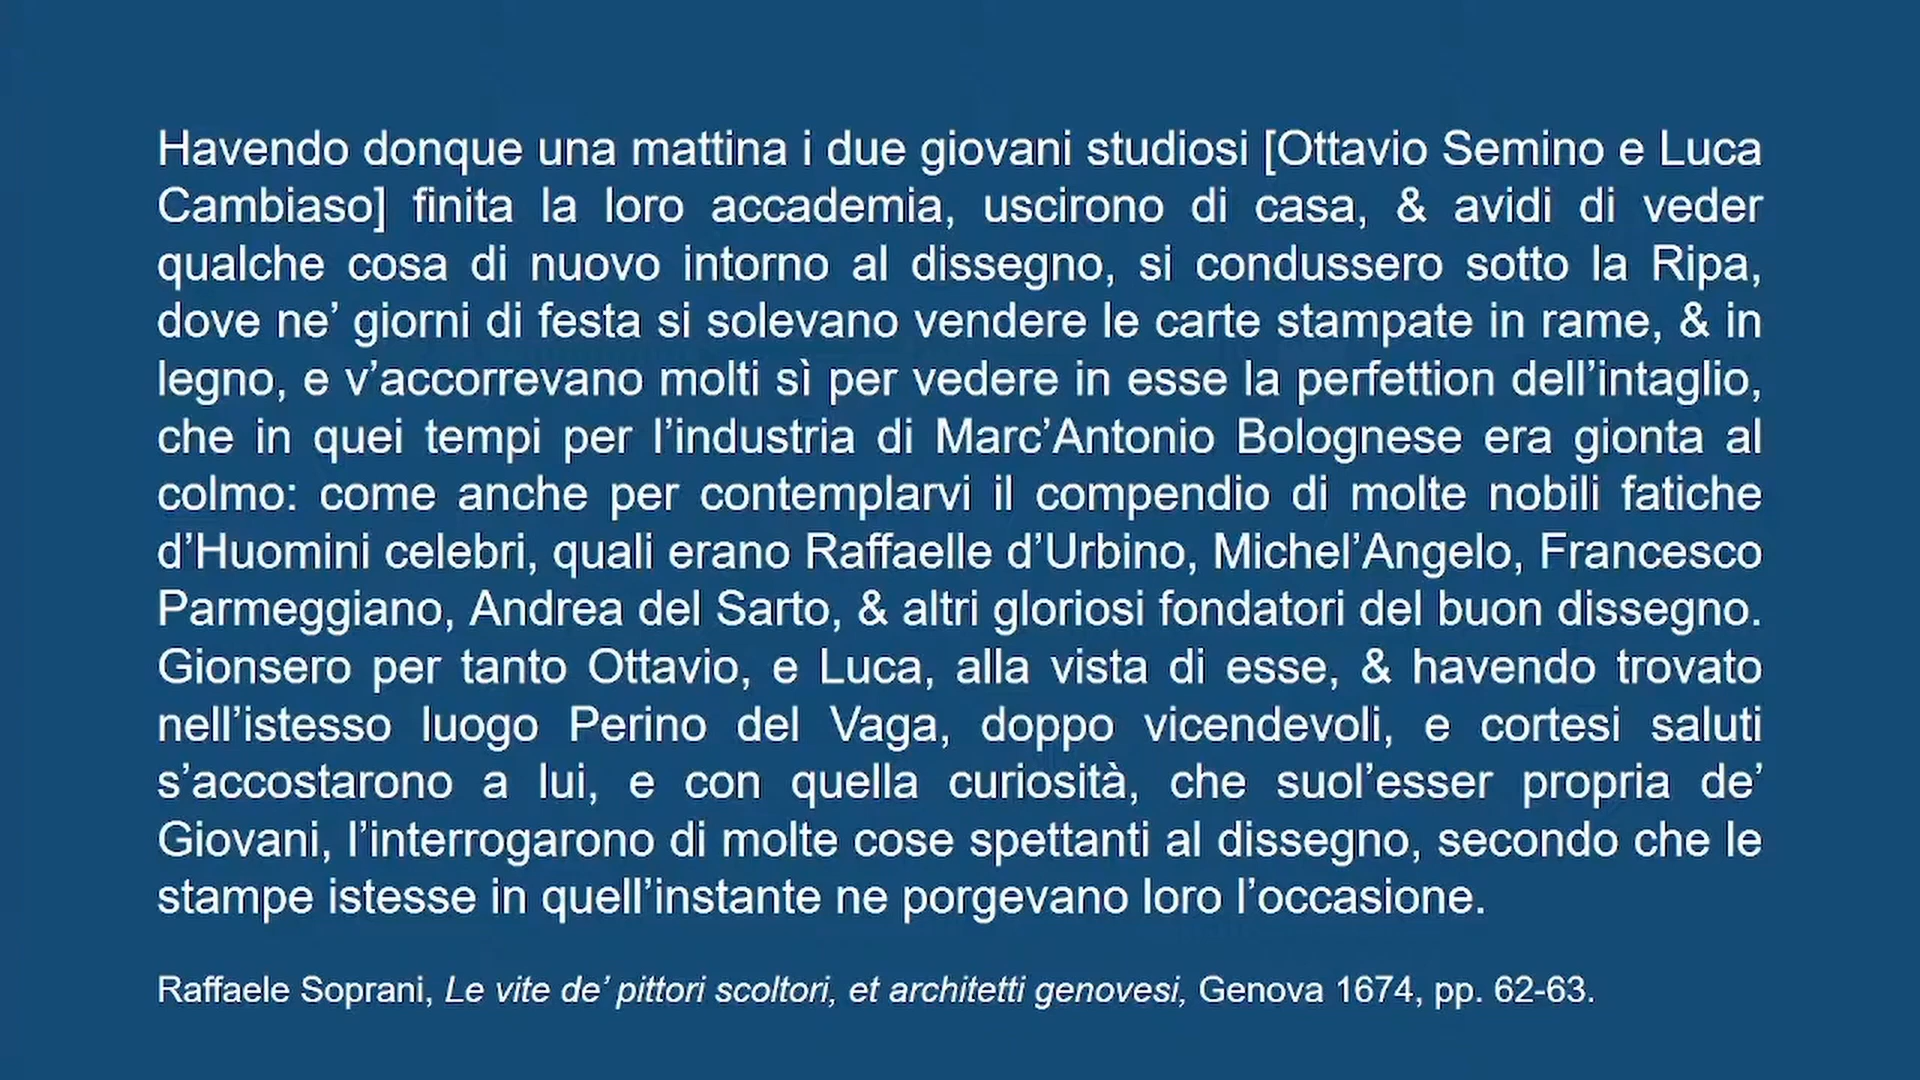 Havendo donque una mattina i due giovani studiosi [Ottavio Semino e Luca
Cambiaso] finita la loro accademia, uscirono di casa, & avidi di veder
qualche cosa di nuovo intorno al dissegno, si condussero sotto la Ripa,
dove ne’ giorni di festa si solevano vendere le carte stampate in rame, & in
legno, e v’accorrevano molti sì per vedere in esse la perfettion dell’intaglio,
che in quei tempi per l’industria di Marc’Antonio Bolognese era gionta al
colmo: come anche per contemplarvi il compendio di molte nobili fatiche
d’Huomini celebri, quali erano Raffaelle d’Urbino, Michel’Angelo, Francesco
Parmeggiano, Andrea del Sarto, & altri gloriosi fondatori del buon dissegno.
Gionsero per tanto Ottavio, e Luca, alla vista di esse, & havendo trovato
nell’istesso luogo Perino del Vaga, doppo vicendevoli, e cortesi saluti
s’accostarono a lui, e con quella curiosità, che suol’esser propria de’
Giovani, l’interrogarono di molte cose spettanti al dissegno, secondo che le
stampe istesse in quell’instante ne porgevano loro l’occasione.
Raffaele Soprani, Le vite de’ pittori scoltori, et architetti genovesi, Genova 1674, pp. 62-63.